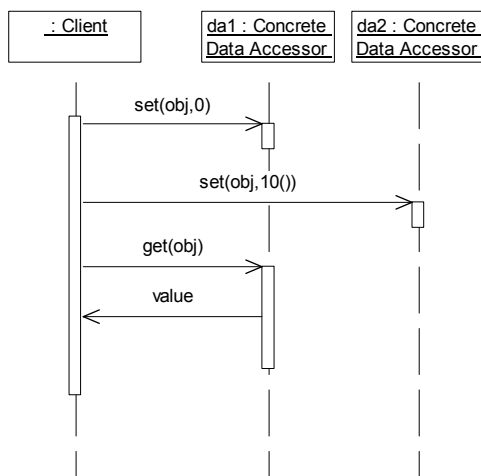 : Client
da1 : Concrete
Data Accessor
da2 : Concrete
Data Accessor
set(obj,0)
set(obj,10())
get(obj)
value